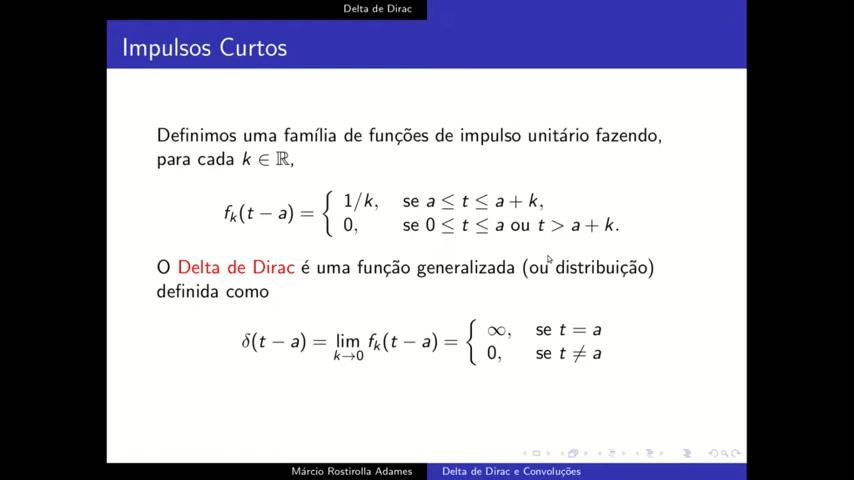 Delta de Dirac
Impulsos Curtos
Definimos uma família de funções de impulso unitário fazendo,
para cada k ∈ ℝ,
f_k(t − a) = { 1/k, se a ≤ t ≤ a + k,
0, se 0 ≤ t ≤ a ou t > a + k.
O Delta de Dirac é uma função generalizada (ou distribuição)
definida como
δ(t − a) = lim_{k→0} f_k(t − a) = { ∞, se t = a
0, se t ≠ a
Márcio Rostirolla Adames Delta de Dirac e Convoluções